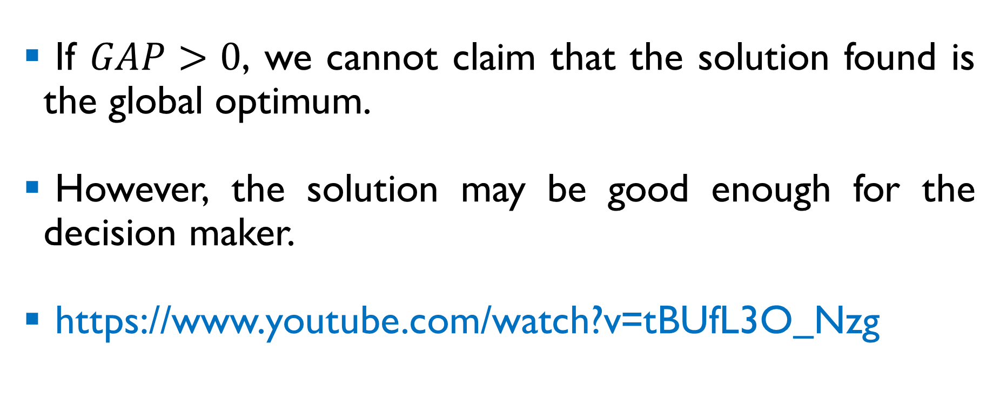 ▪ If GAP > 0, we cannot claim that the solution found is
the global optimum.
▪ However, the solution may be good enough for the
decision maker.
▪ https://www.youtube.com/watch?v=tBUfL3O_Nzg